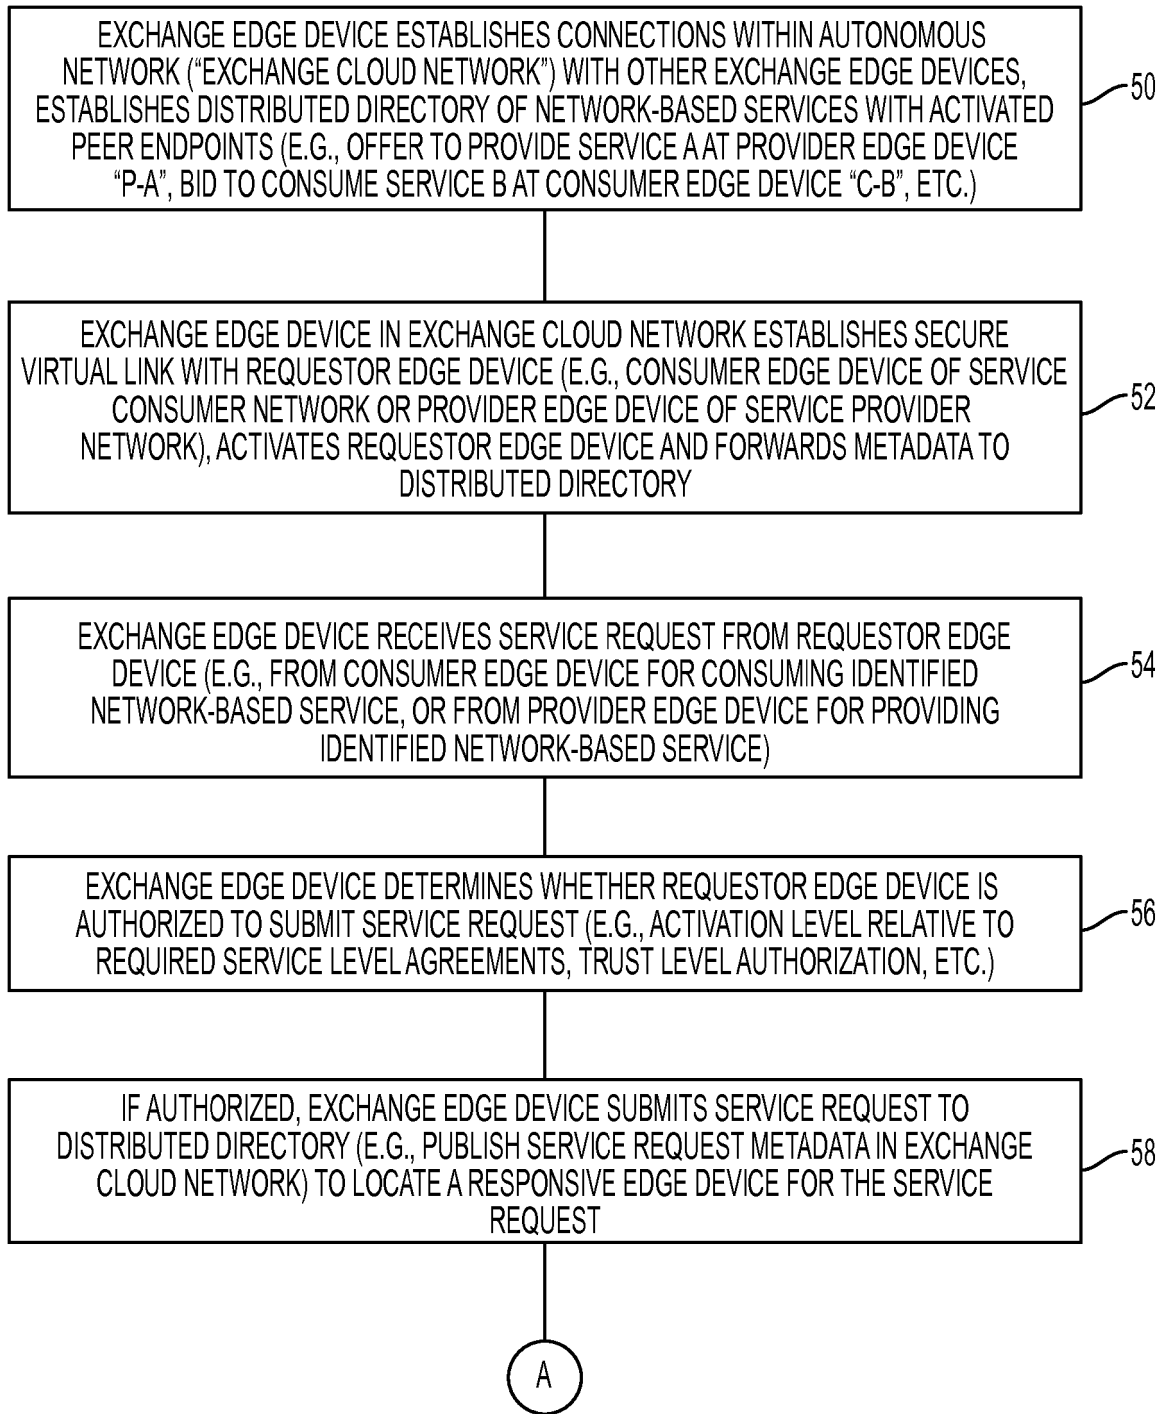 EXCHANGE EDGE DEVICE ESTABLISHES CONNECTIONS WITHIN AUTONOMOUS
NETWORK (“EXCHANGE CLOUD NETWORK”) WITH OTHER EXCHANGE EDGE DEVICES,
ESTABLISHES DISTRIBUTED DIRECTORY OF NETWORK-BASED SERVICES WITH ACTIVATED
PEER ENDPOINTS (E.G., OFFER TO PROVIDE SERVICE A AT PROVIDER EDGE DEVICE
“P-A”, BID TO CONSUME SERVICE B AT CONSUMER EDGE DEVICE “C-B”, ETC.)
50
EXCHANGE EDGE DEVICE IN EXCHANGE CLOUD NETWORK ESTABLISHES SECURE
VIRTUAL LINK WITH REQUESTOR EDGE DEVICE (E.G., CONSUMER EDGE DEVICE OF SERVICE
CONSUMER NETWORK OR PROVIDER EDGE DEVICE OF SERVICE PROVIDER
NETWORK), ACTIVATES REQUESTOR EDGE DEVICE AND FORWARDS METADATA TO
DISTRIBUTED DIRECTORY
52
EXCHANGE EDGE DEVICE RECEIVES SERVICE REQUEST FROM REQUESTOR EDGE
DEVICE (E.G., FROM CONSUMER EDGE DEVICE FOR CONSUMING IDENTIFIED
NETWORK-BASED SERVICE, OR FROM PROVIDER EDGE DEVICE FOR PROVIDING
IDENTIFIED NETWORK-BASED SERVICE)
54
EXCHANGE EDGE DEVICE DETERMINES WHETHER REQUESTOR EDGE DEVICE IS
AUTHORIZED TO SUBMIT SERVICE REQUEST (E.G., ACTIVATION LEVEL RELATIVE TO
REQUIRED SERVICE LEVEL AGREEMENTS, TRUST LEVEL AUTHORIZATION, ETC.)
56
IF AUTHORIZED, EXCHANGE EDGE DEVICE SUBMITS SERVICE REQUEST TO
DISTRIBUTED DIRECTORY (E.G., PUBLISH SERVICE REQUEST METADATA IN EXCHANGE
CLOUD NETWORK) TO LOCATE A RESPONSIVE EDGE DEVICE FOR THE SERVICE
REQUEST
58
A